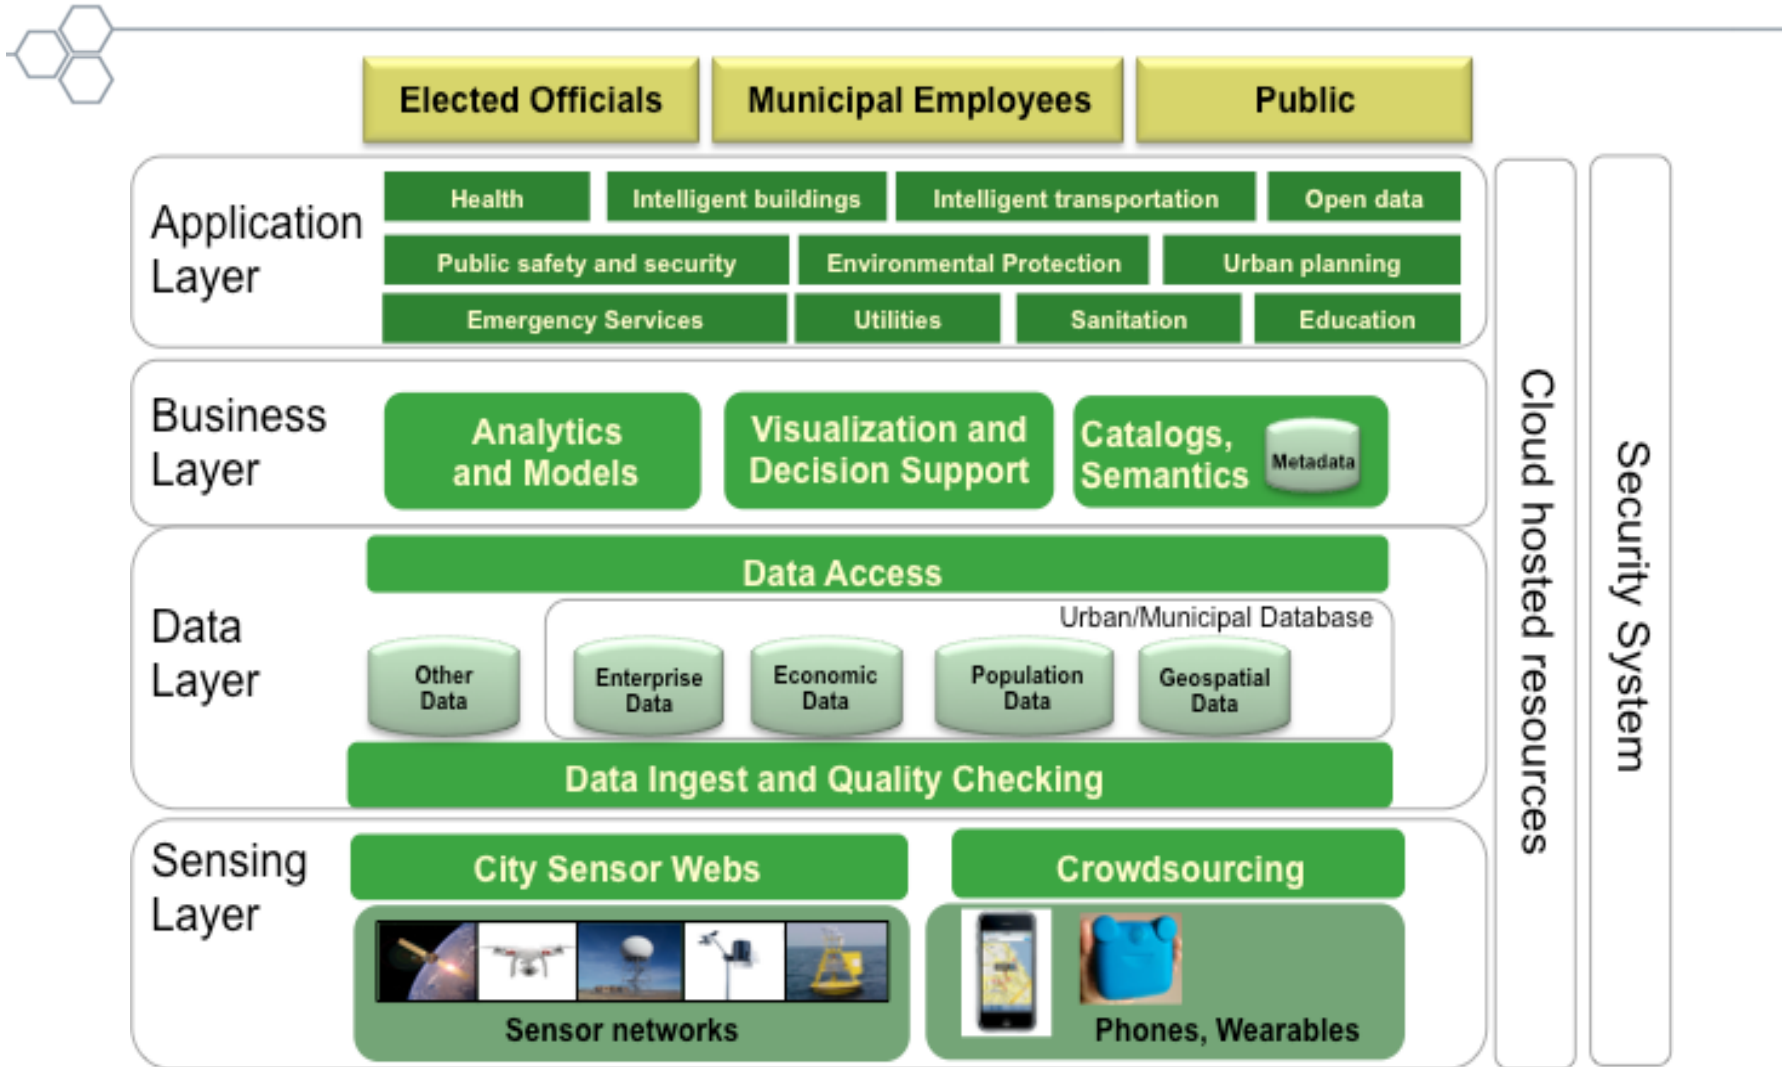 Elected Officials
Municipal Employees
Public
Application
Layer
Health
Intelligent buildings
Intelligent transportation
Open data
Public safety and security
Environmental Protection
Urban planning
Emergency Services
Utilities
Sanitation
Education
Business
Layer
Analytics
and Models
Visualization and
Decision Support
Catalogs,
Semantics
Metadata
Data
Layer
Data Access
Urban/Municipal Database
Other
Data
Enterprise
Data
Economic
Data
Population
Data
Geospatial
Data
Data Ingest and Quality Checking
Sensing
Layer
City Sensor Webs
Crowdsourcing
Sensor networks
Phones, Wearables
Cloud hosted resources
Security System